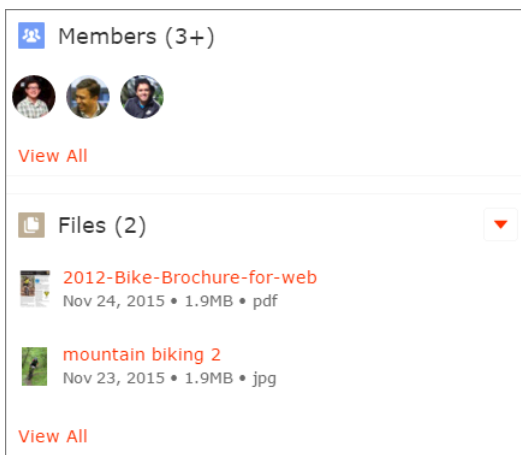 Members (3+)
View All
Files (2)
2012-Bike-Brochure-for-web
Nov 24, 2015 • 1.9MB • pdf
mountain biking 2
Nov 23, 2015 • 1.9MB • jpg
View All